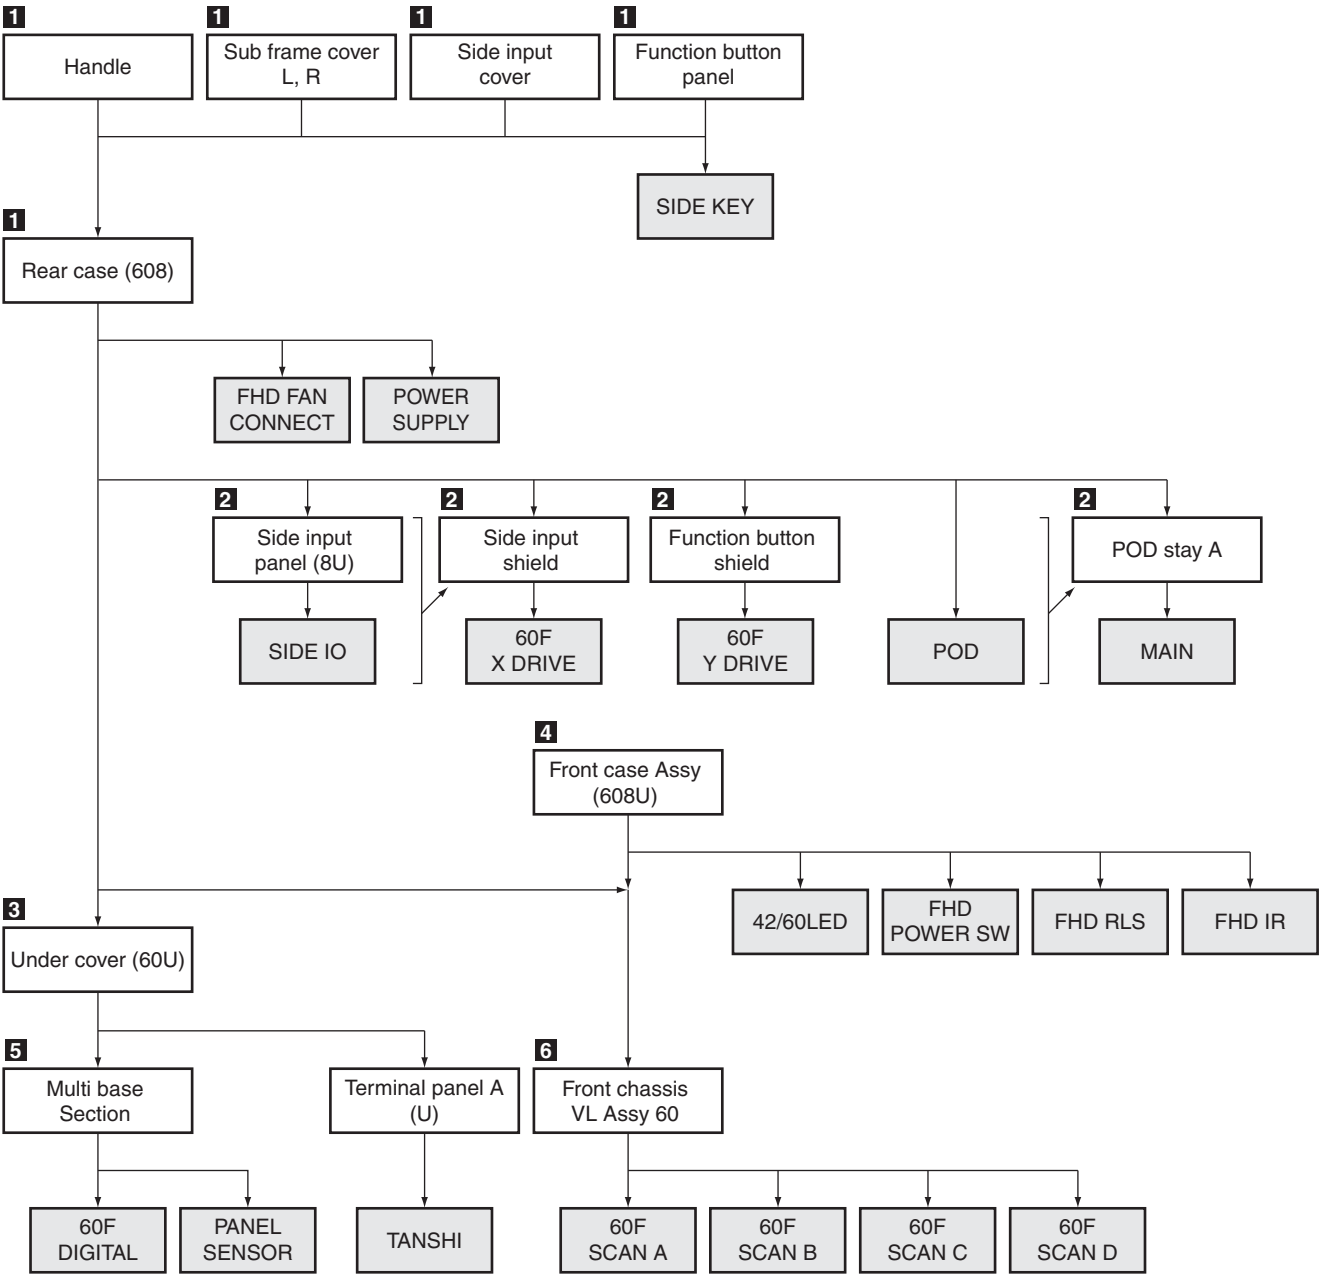 1
Handle
1
Sub frame cover
L, R
1
Side input
cover
1
Function button
panel
SIDE KEY
1
Rear case (608)
FHD FAN
CONNECT
POWER
SUPPLY
2
Side input
panel (8U)
2
Side input
shield
2
Function button
shield
2
POD stay A
SIDE IO
60F
X DRIVE
60F
Y DRIVE
POD
MAIN
4
Front case Assy
(608U)
42/60LED
FHD
POWER SW
FHD RLS
FHD IR
3
Under cover (60U)
5
Multi base
Section
Terminal panel A
(U)
6
Front chassis
VL Assy 60
60F
DIGITAL
PANEL
SENSOR
TANSHI
60F
SCAN A
60F
SCAN B
60F
SCAN C
60F
SCAN D